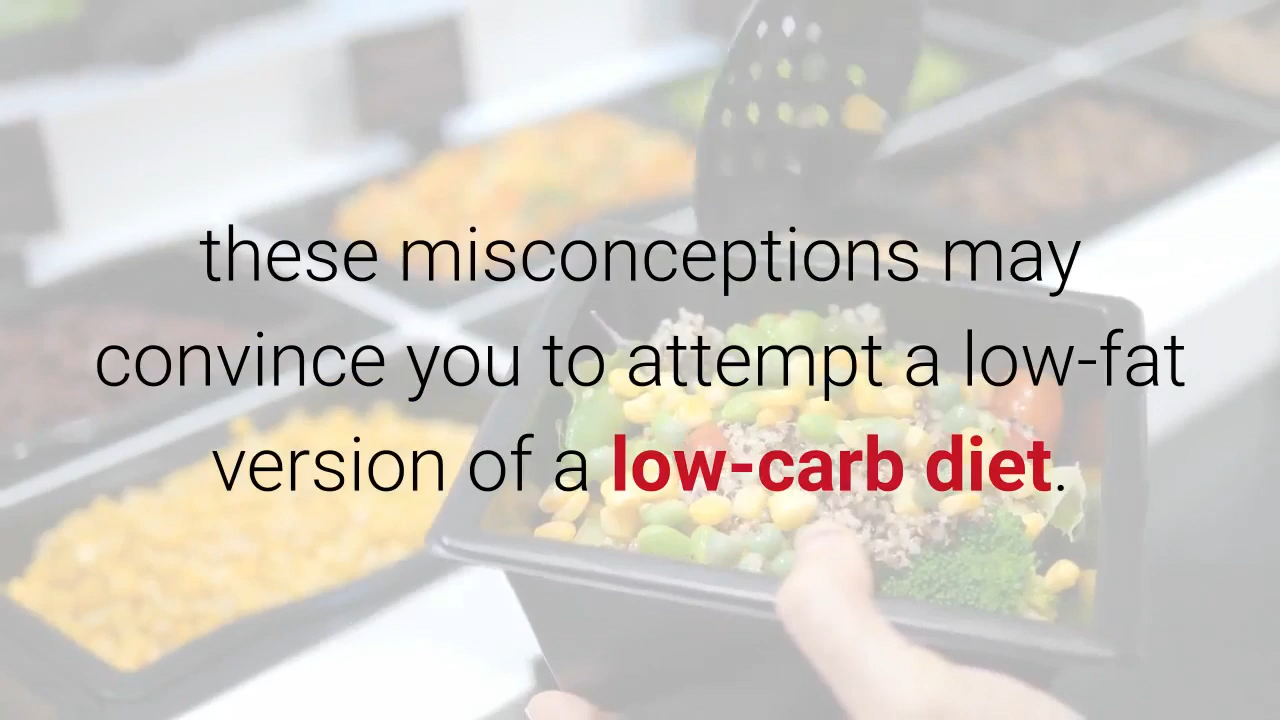 these misconceptions may
convince you to attempt a low-fat
version of a low-carb diet.